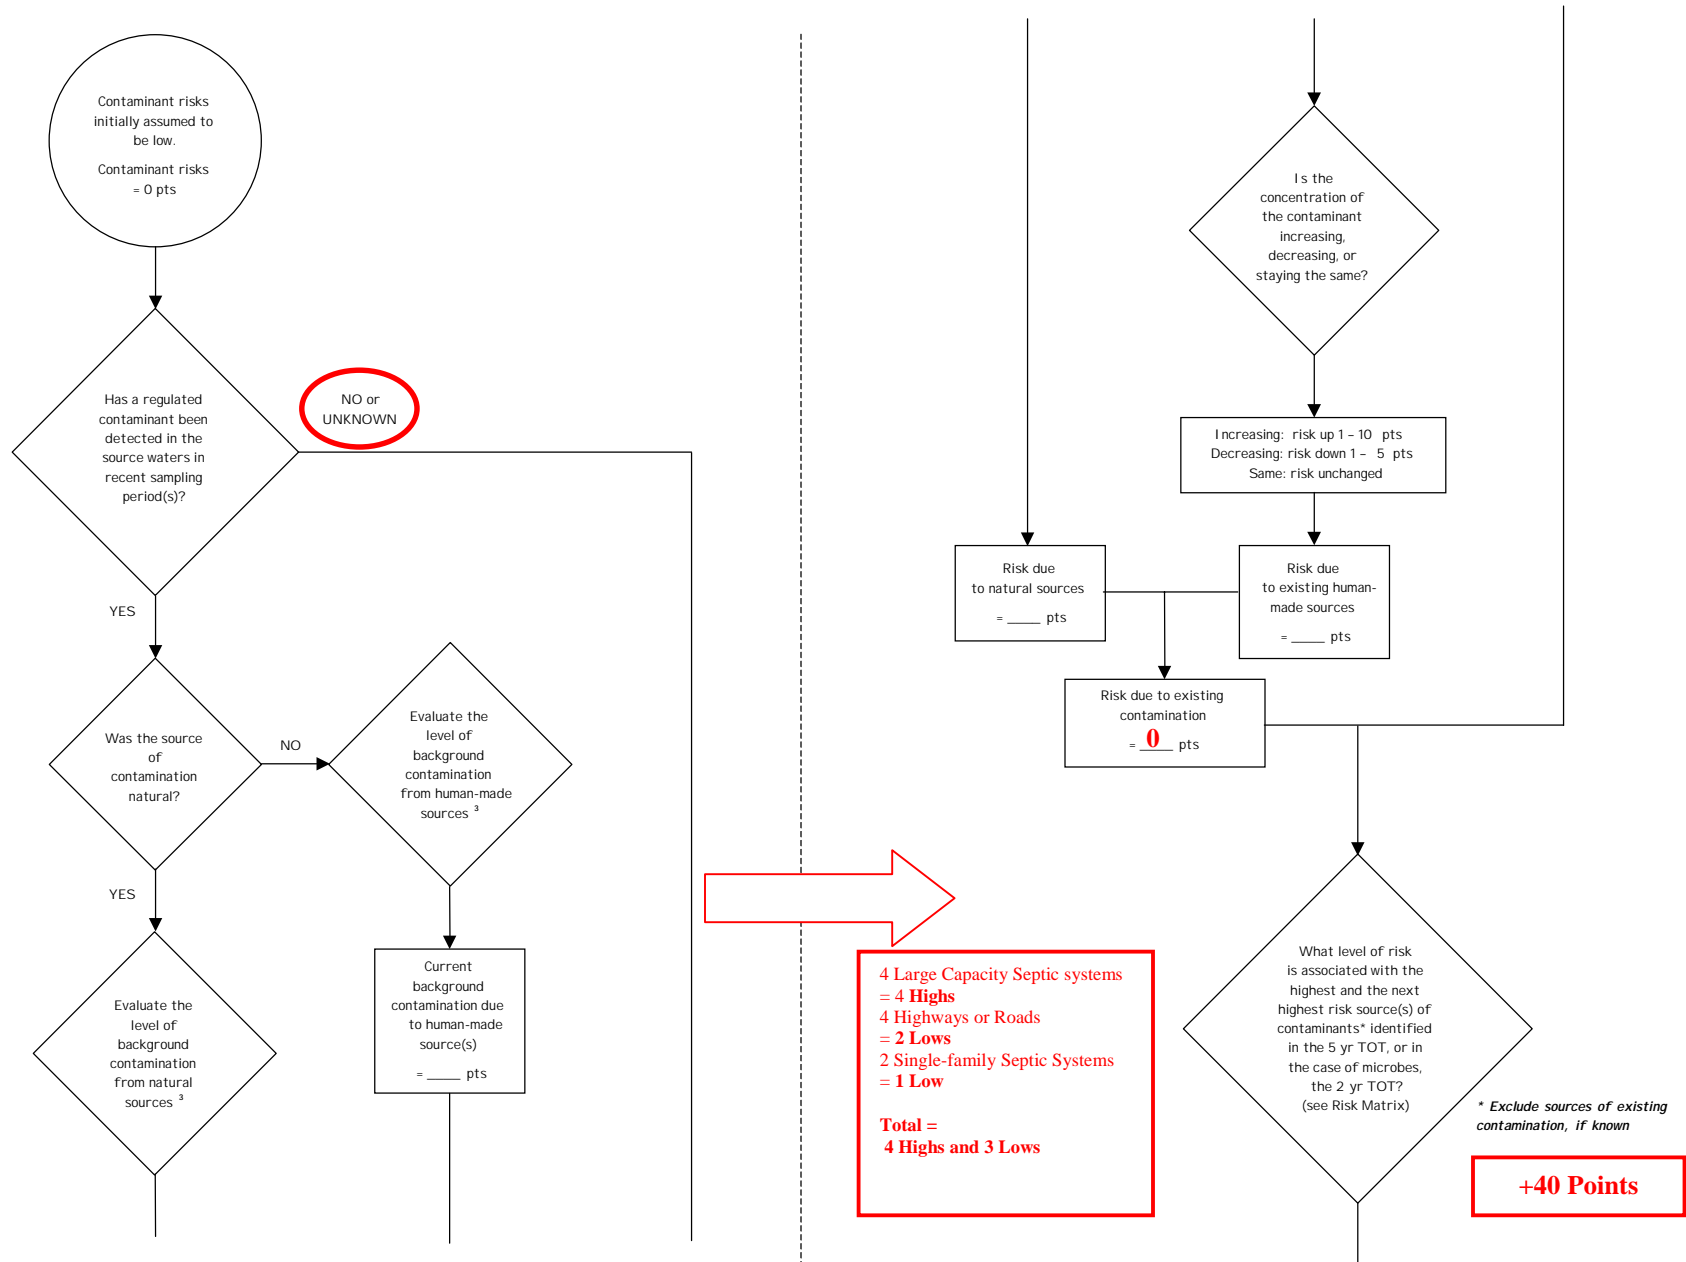 Contaminant risks
initially assumed to
be low.
Contaminant risks
= 0 pts
Has a regulated
contaminant been
detected in the
source waters in
recent sampling
period(s)?
NO or
UNKNOWN
YES
Was the source
of
contamination
natural?
NO
Evaluate the
level of
background
contamination
from human-made
sources ³
YES
Evaluate the
level of
background
contamination
from natural
sources ³
Current
background
contamination due
to human-made
source(s)
= _____ pts
Is the
concentration of
the contaminant
increasing,
decreasing, or
staying the same?
Increasing: risk up 1 – 10 pts
Decreasing: risk down 1 – 5 pts
Same: risk unchanged
Risk due
to natural sources
= _____ pts
Risk due
to existing human-
made sources
= _____ pts
Risk due to existing
contamination
= __0__ pts
4 Large Capacity Septic systems
= 4 Highs
4 Highways or Roads
= 2 Lows
2 Single-family Septic Systems
= 1 Low
Total =
4 Highs and 3 Lows
What level of risk
is associated with the
highest and the next
highest risk source(s) of
contaminants* identified
in the 5 yr TOT, or in
the case of microbes,
the 2 yr TOT?
(see Risk Matrix)
* Exclude sources of existing
contamination, if known
+40 Points